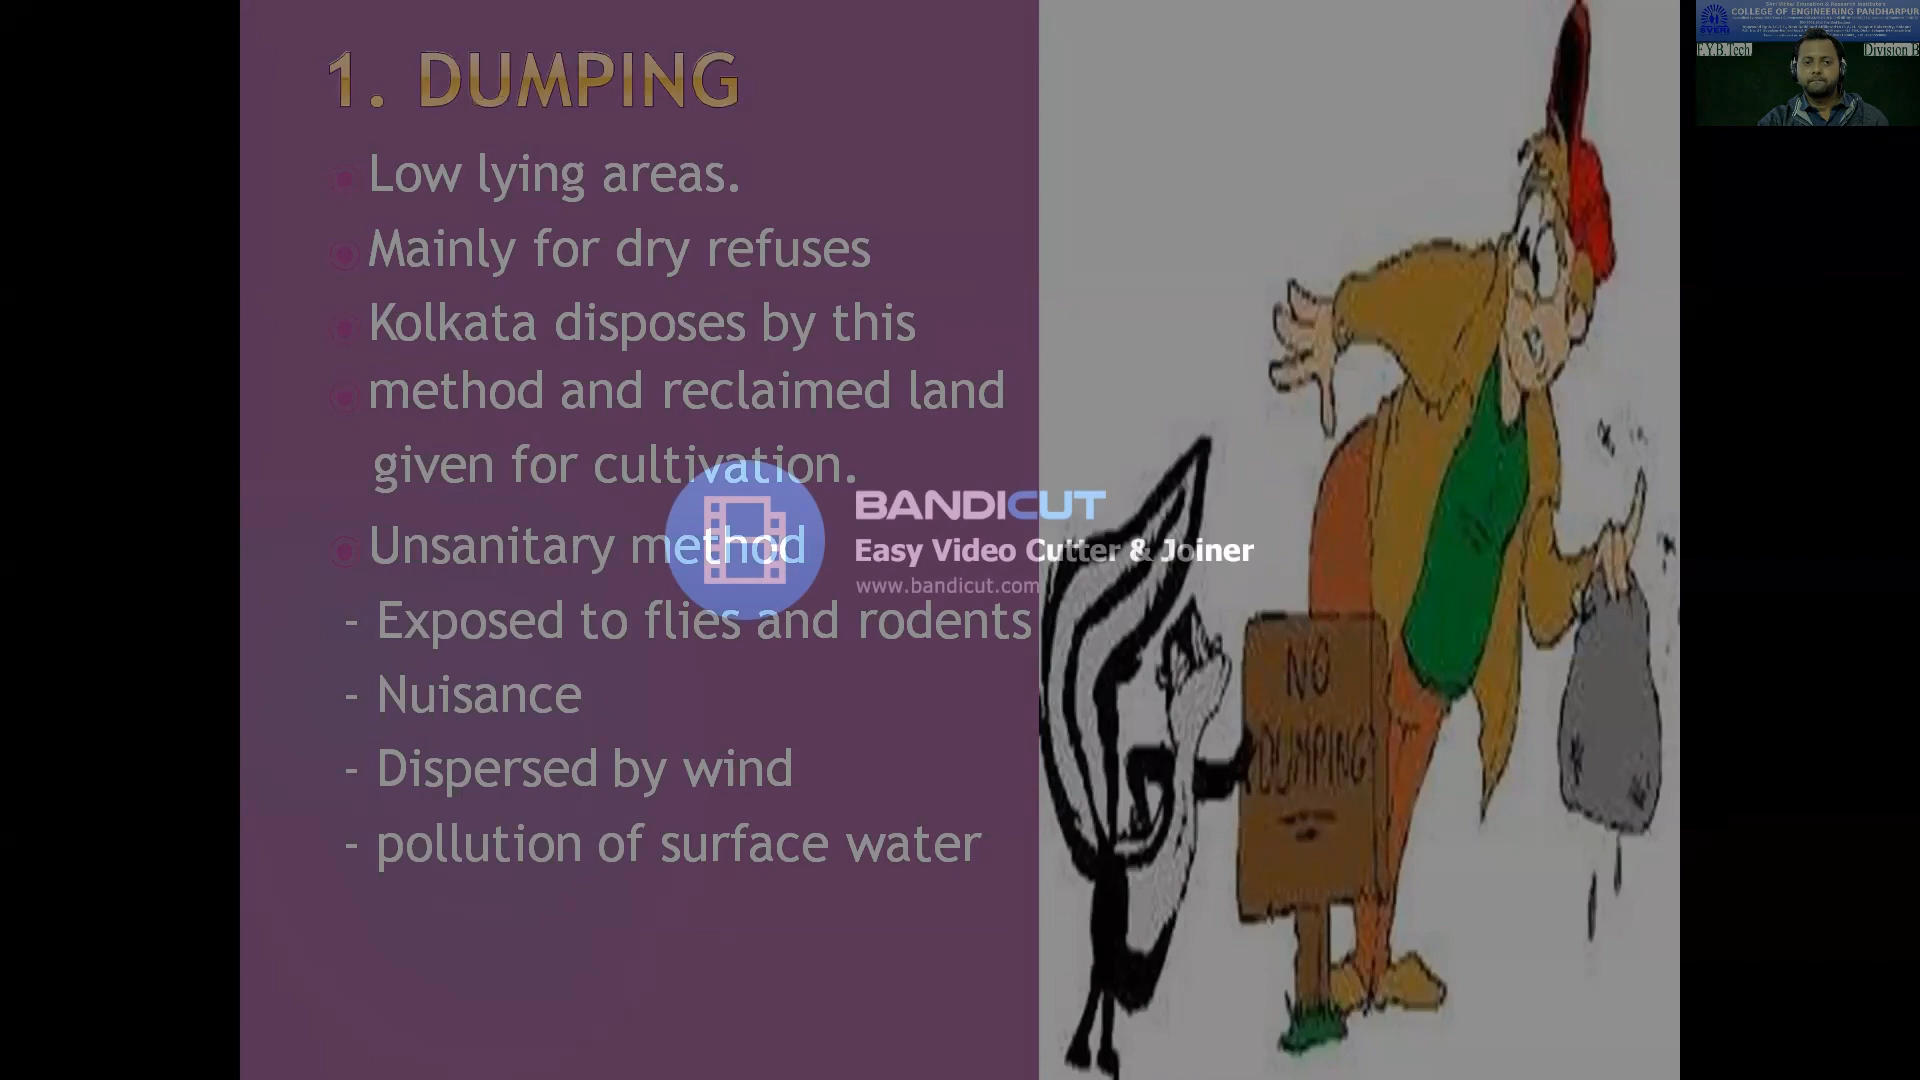 1. DUMPING
Low lying areas.
Mainly for dry refuses
Kolkata disposes by this
method and reclaimed land
given for cultivation.
Unsanitary method
- Exposed to flies and rodents
- Nuisance
- Dispersed by wind
- pollution of surface water
BANDICUT
Easy Video Cutter & Joiner
www.bandicut.com
NO
DUMPING
COLLEGE OF ENGINEERING PANDHARPUR
SVERI
F.Y.B.Tech
Division B